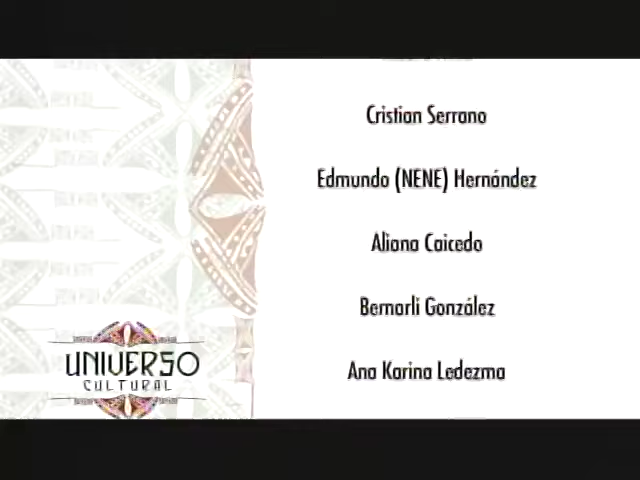 Cristian Serrano
Edmundo (NENE) Hernández
Aliana Caicedo
Bernarli González
Ana Karina Ledezma
UNIVERSO
CULTURAL